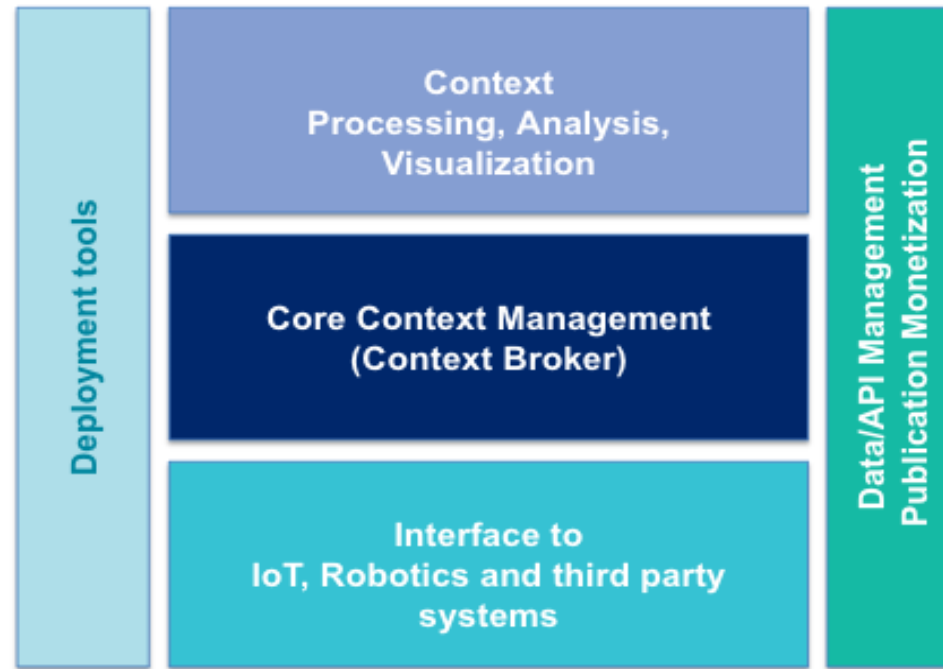 Deployment tools
Context
Processing, Analysis,
Visualization
Core Context Management
(Context Broker)
Interface to
IoT, Robotics and third party
systems
Data/API Management
Publication Monetization